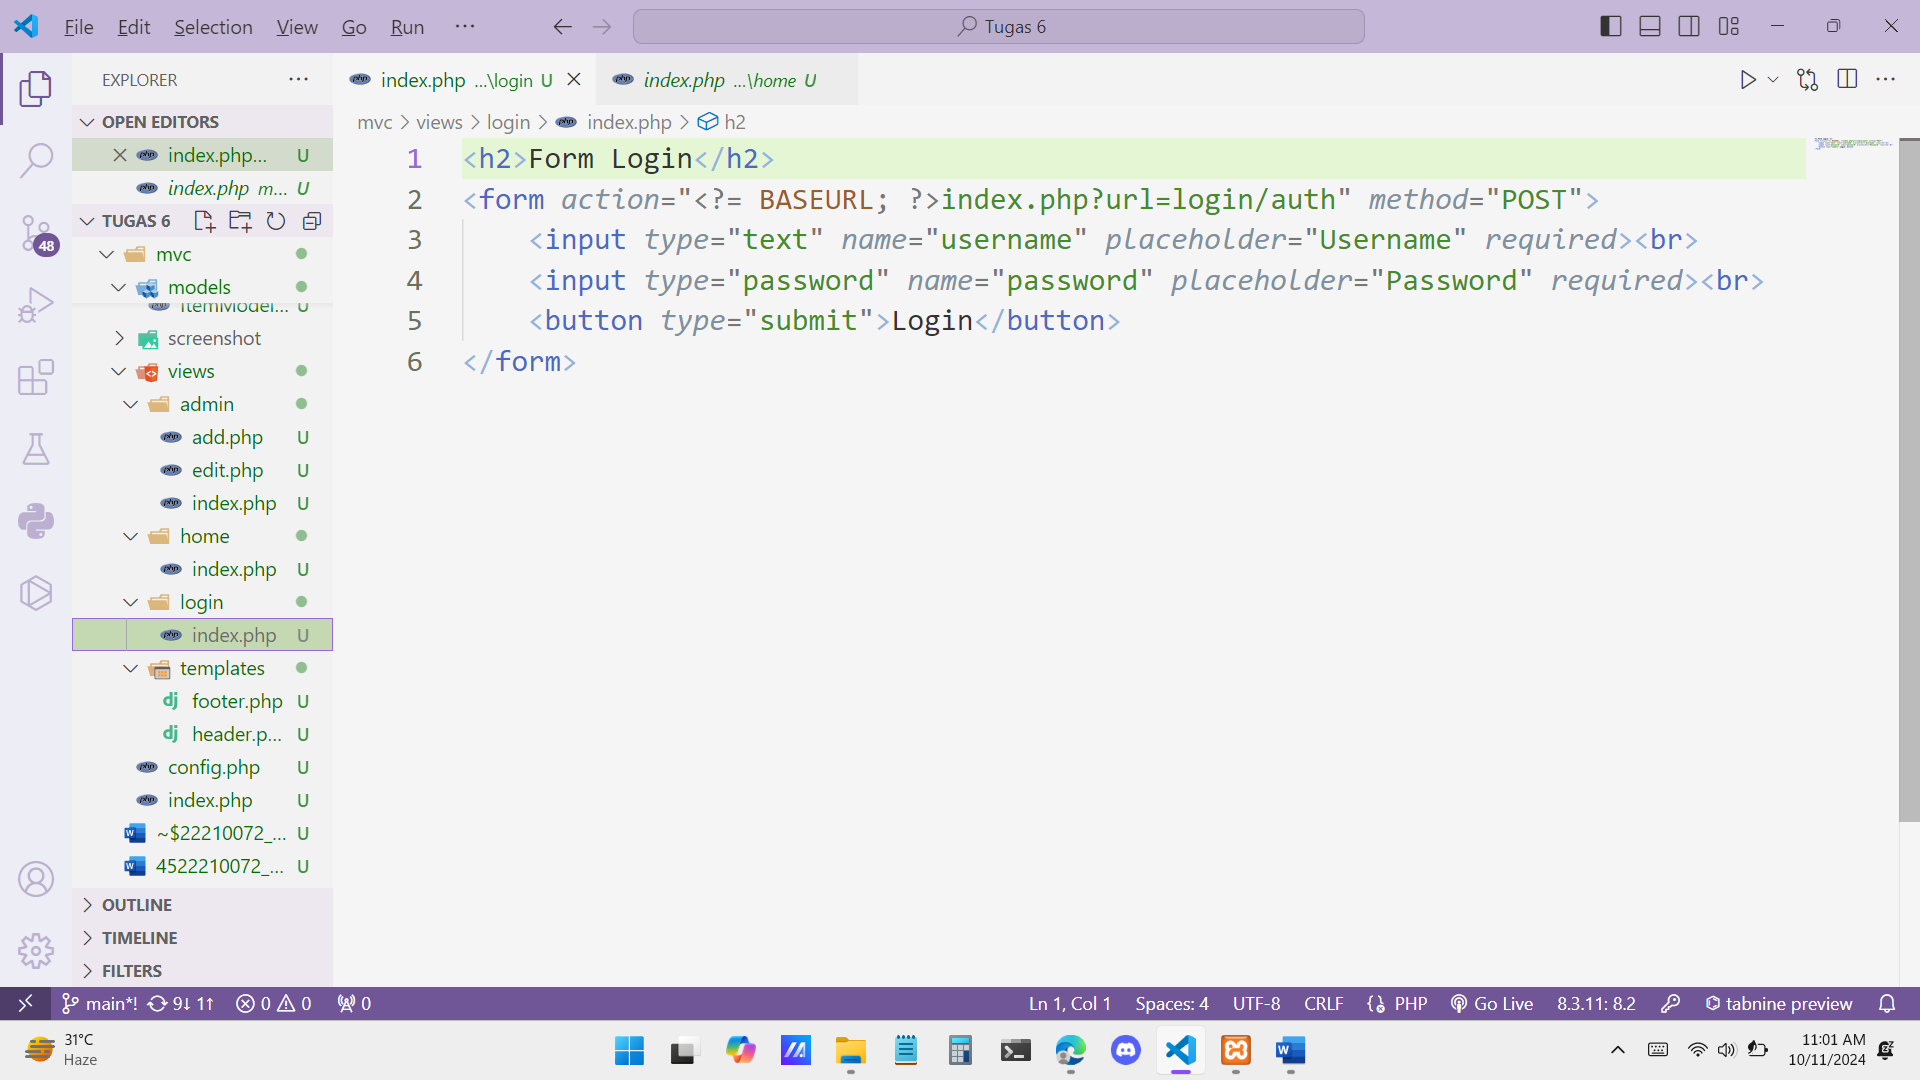 File Edit Selection View Go Run ···
Tugas 6
EXPLORER
index.php ...\login U
index.php ...\home U
OPEN EDITORS
index.php... U
index.php m... U
TUGAS 6
mvc
models
ItemModel... U
screenshot
views
admin
add.php U
edit.php U
index.php U
home
index.php U
login
index.php U
templates
footer.php U
header.p... U
config.php U
index.php U
~$22210072_... U
4522210072_... U
OUTLINE
TIMELINE
FILTERS
48
mvc > views > login > index.php > h2
1 <h2>Form Login</h2>
2 <form action="<?= BASEURL; ?>index.php?url=login/auth" method="POST">
3 <input type="text" name="username" placeholder="Username" required><br>
4 <input type="password" name="password" placeholder="Password" required><br>
5 <button type="submit">Login</button>
6 </form>
main*! 9↓ 1↑ 0 0 0
Ln 1, Col 1 Spaces: 4 UTF-8 CRLF PHP Go Live 8.3.11: 8.2 tabnine preview
31°C
Haze
11:01 AM
10/11/2024